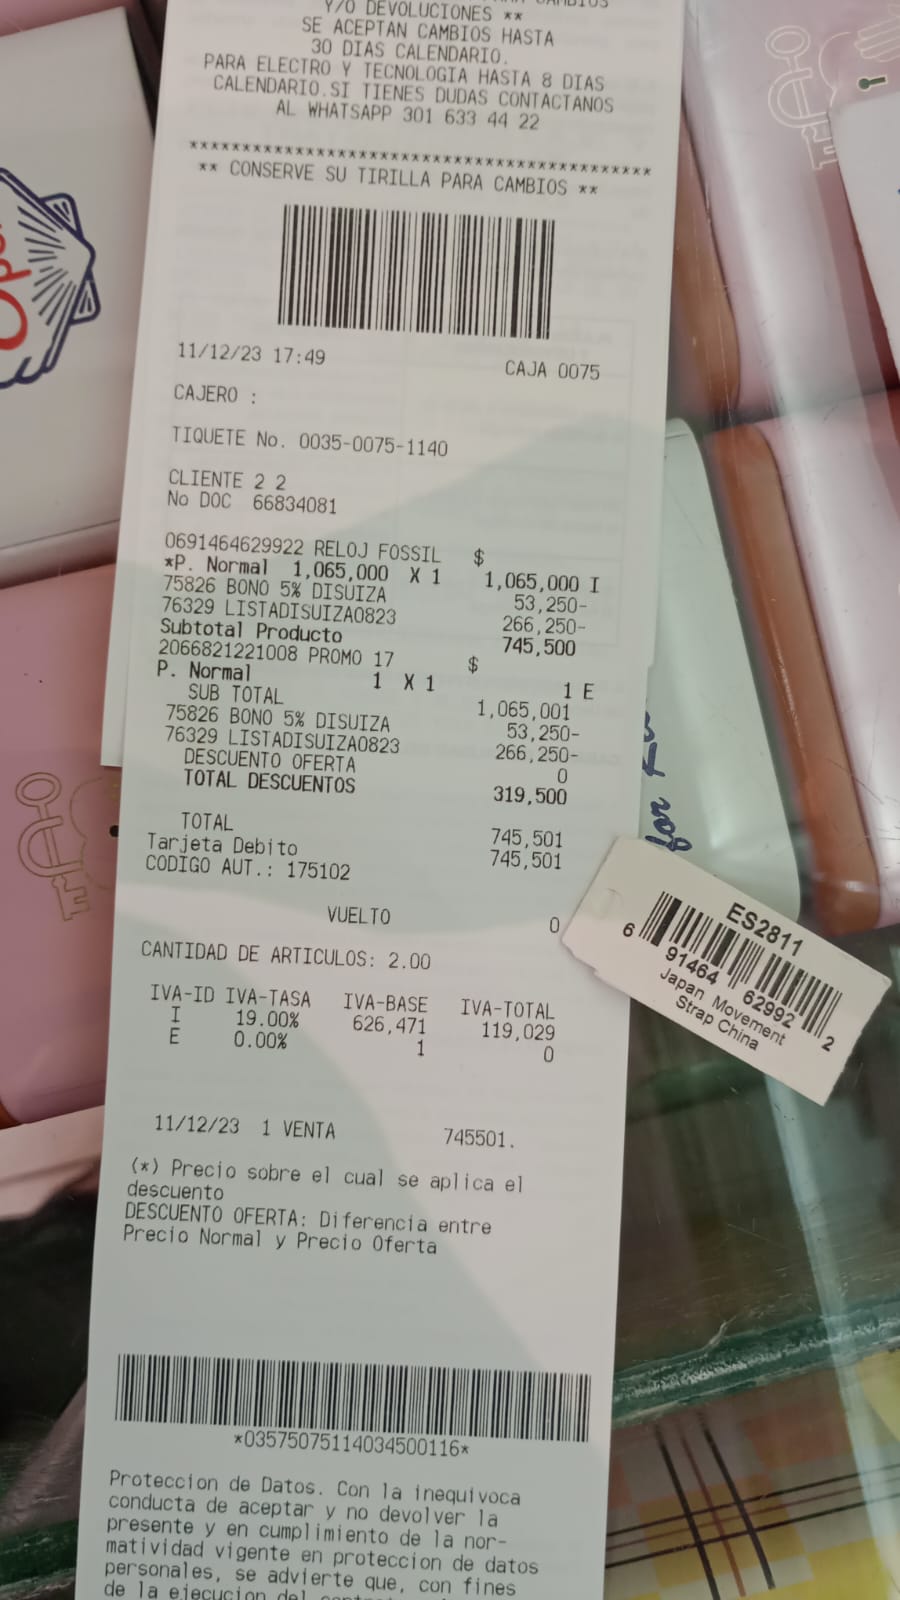 Y/O DEVOLUCIONES **
SE ACEPTAN CAMBIOS HASTA
30 DIAS CALENDARIO.
PARA ELECTRO Y TECNOLOGIA HASTA 8 DIAS
CALENDARIO.SI TIENES DUDAS CONTACTANOS
AL WHATSAPP 301 633 44 22
******************************************
** CONSERVE SU TIRILLA PARA CAMBIOS **
11/12/23 17:49 CAJA 0075
CAJERO :
TIQUETE No. 0035-0075-1140
CLIENTE 2 2
No DOC 66834081
0691464629922 RELOJ FOSSIL $
*P. Normal 1,065,000 X 1 1,065,000 I
75826 BONO 5% DISUIZA 53,250-
76329 LISTADISUIZA0823 266,250-
Subtotal Producto 745,500
2066821221008 PROMO 17 $
P. Normal 1 X 1 1 E
SUB TOTAL 1,065,001
75826 BONO 5% DISUIZA 53,250-
76329 LISTADISUIZA0823 266,250-
DESCUENTO OFERTA 0
TOTAL DESCUENTOS 319,500
TOTAL 745,501
Tarjeta Debito 745,501
CODIGO AUT.: 175102
VUELTO 0
CANTIDAD DE ARTICULOS: 2.00
IVA-ID IVA-TASA IVA-BASE IVA-TOTAL
I 19.00% 626,471 119,029
E 0.00% 1 0
11/12/23 1 VENTA 745501.
(*) Precio sobre el cual se aplica el
descuento
DESCUENTO OFERTA: Diferencia entre
Precio Normal y Precio Oferta
*03575075114034500116*
Proteccion de Datos. Con la inequivoca
conducta de aceptar y no devolver la
presente y en cumplimiento de la nor-
matividad vigente en proteccion de datos
personales, se advierte que, con fines
de la ejecucion del
ES2811
6 91464 62992 2
Japan Movement
Strap China